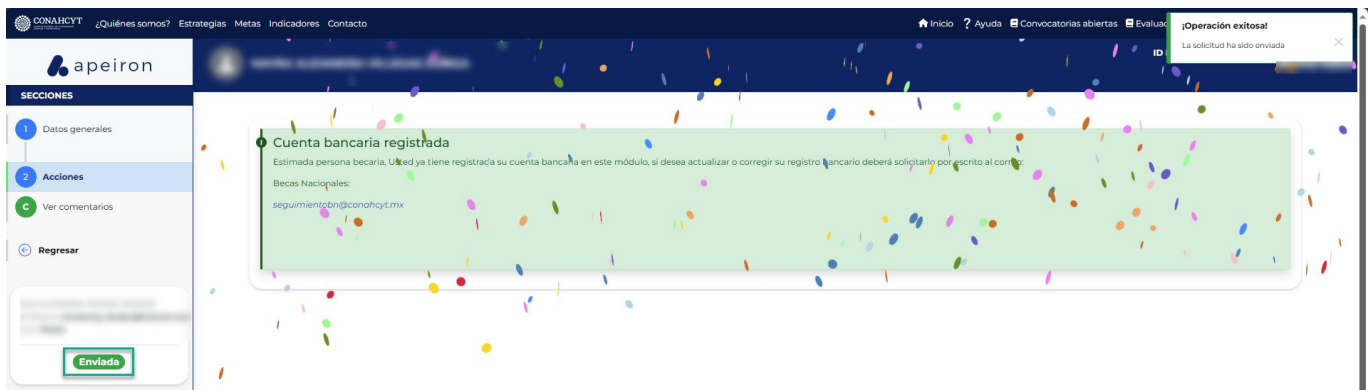 CONAHCYT ¿Quiénes somos? Estrategias Metas Indicadores Contacto Inicio ? Ayuda Convocatorias abiertas Evaluac
¡Operación exitosa!
La solicitud ha sido enviada
apeiron
ID
SECCIONES
1 Datos generales
2 Acciones
C Ver comentarios
Regresar
Enviada
Cuenta bancaria registrada
Estimada persona becaria, Usted ya tiene registrada su cuenta bancaria en este módulo, si desea actualizar o corregir su registro bancario deberá solicitarlo por escrito al correo:
Becas Nacionales:
seguimientobn@conahcyt.mx